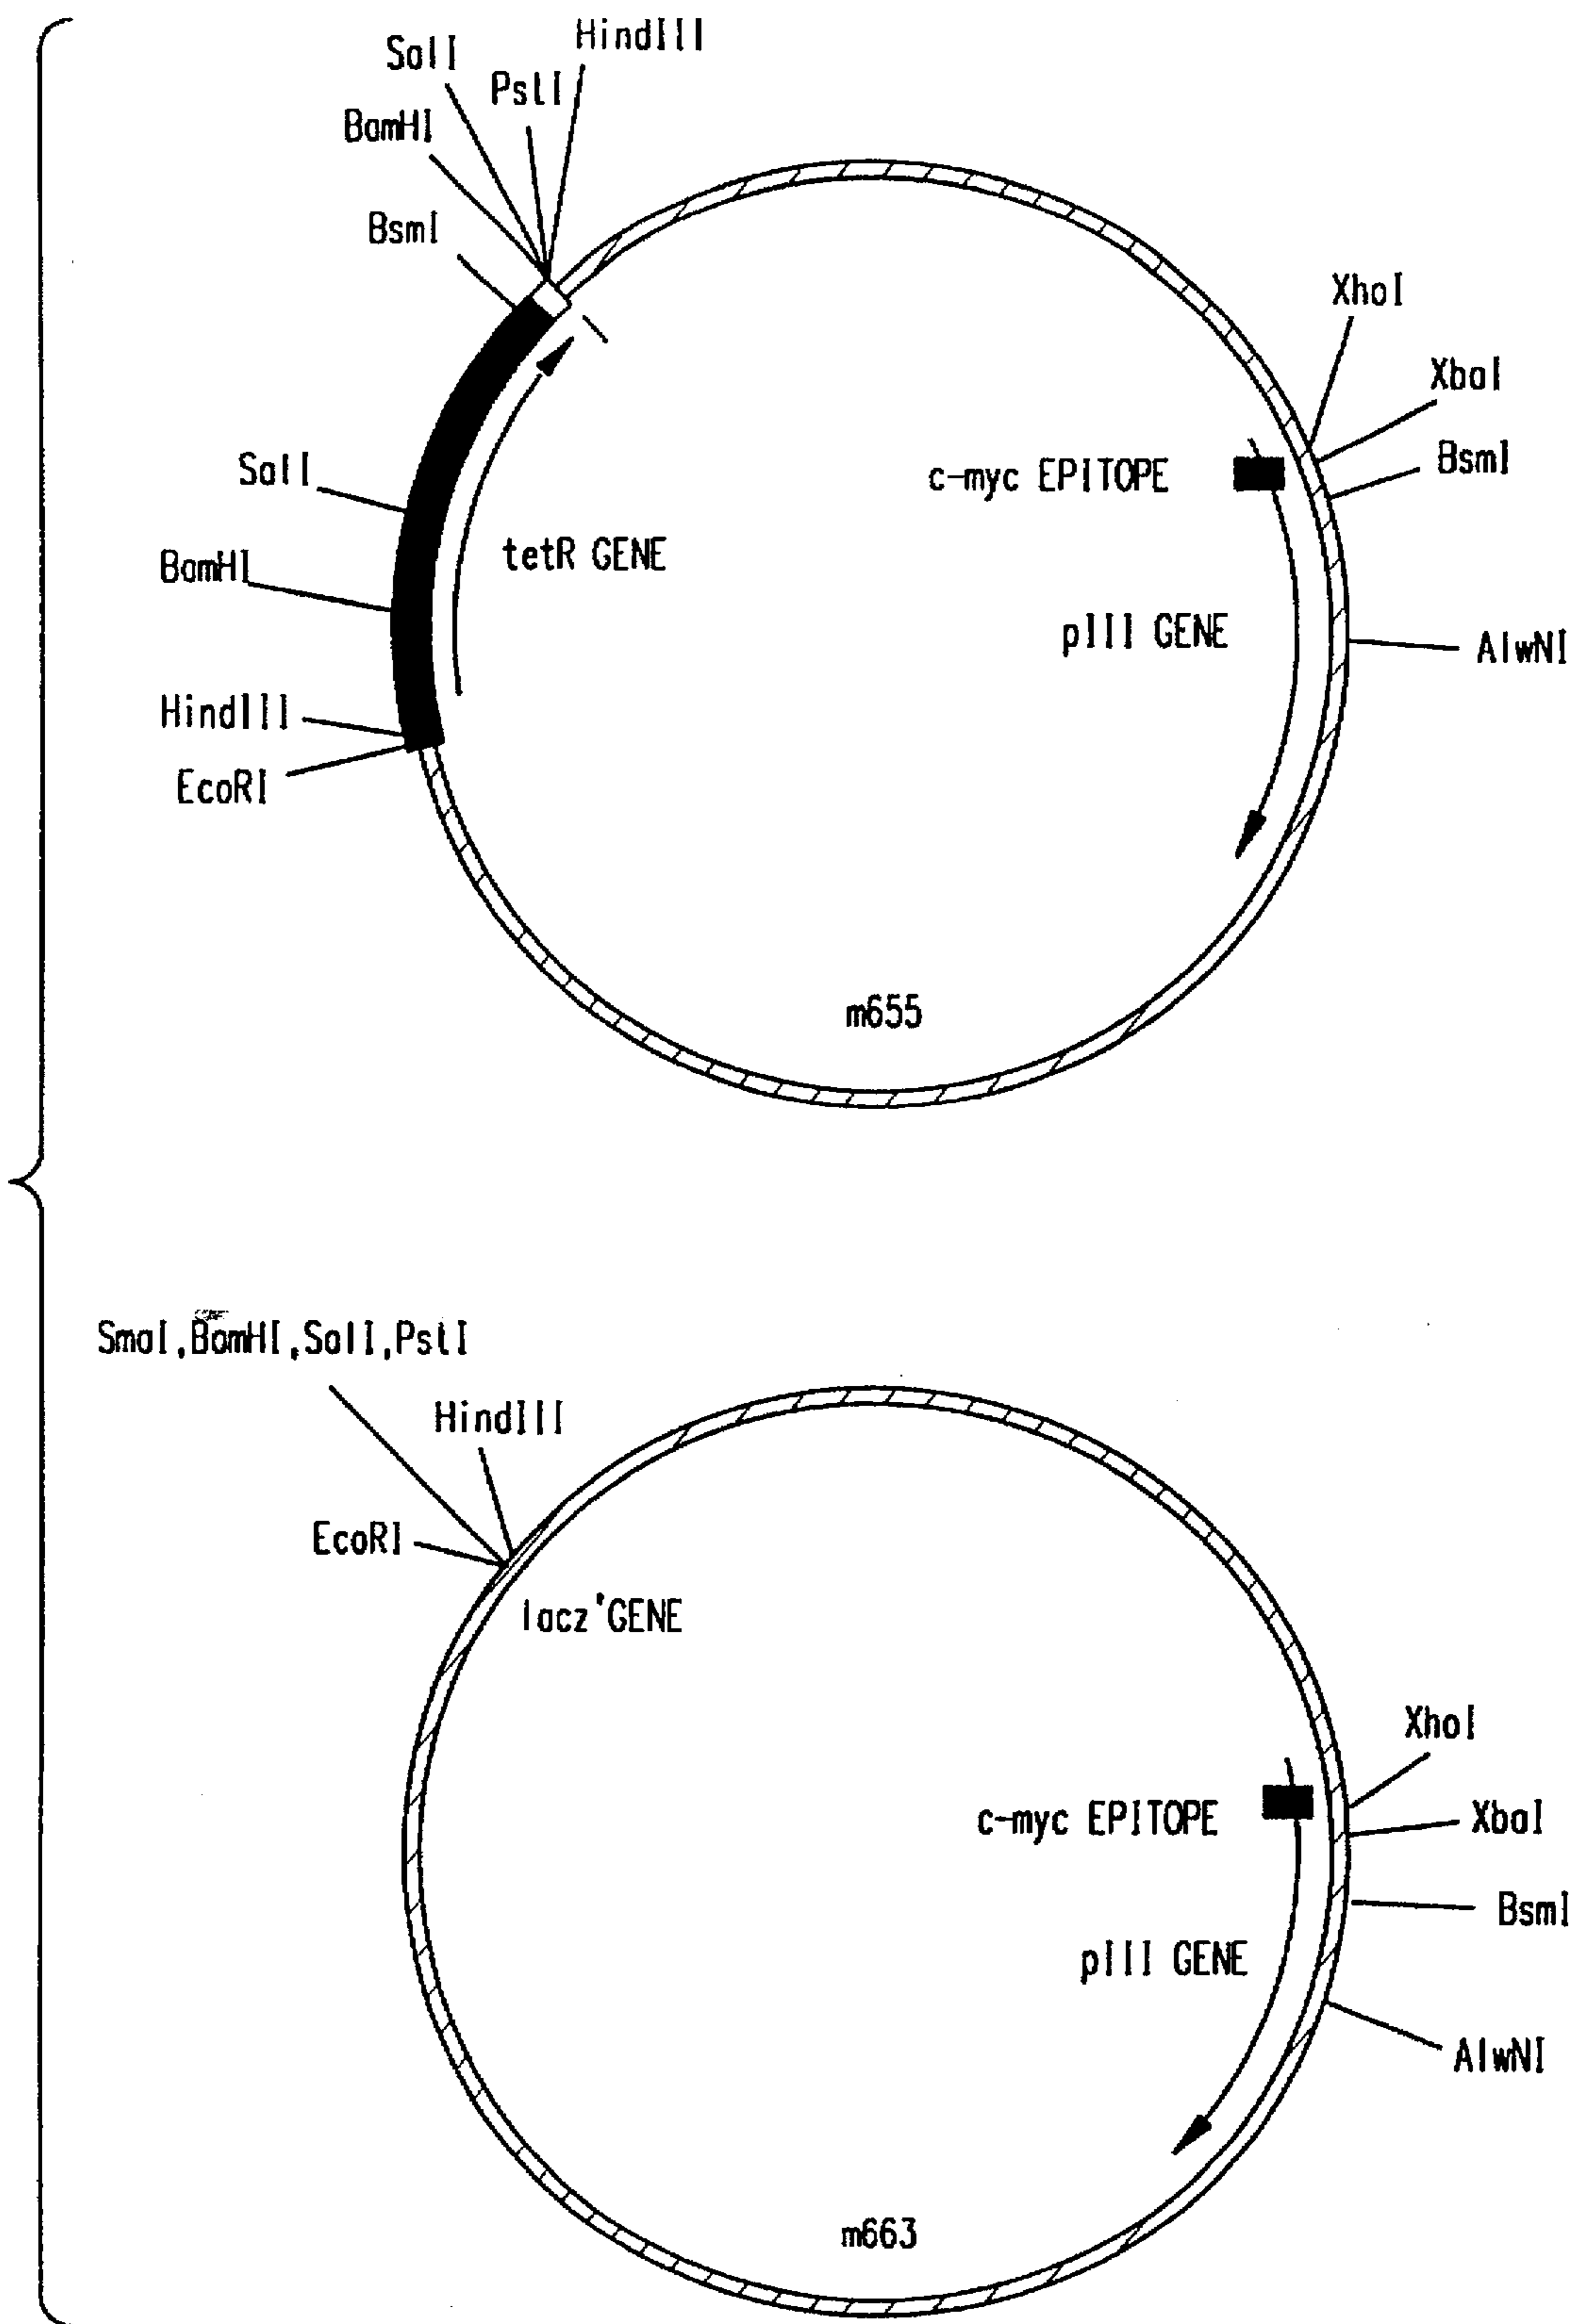 HindIII
SalI
PstI
BamHI
BsmI
XhoI
XbaI
BsmI
c-myc EPITOPE
SalI
tetR GENE
BamHI
pIII GENE
AlwNI
HindIII
EcoRI
m655
SmaI,BamHI,SalI,PstI
HindIII
EcoRI
lacz'GENE
XhoI
c-myc EPITOPE
XbaI
BsmI
pIII GENE
AlwNI
m663